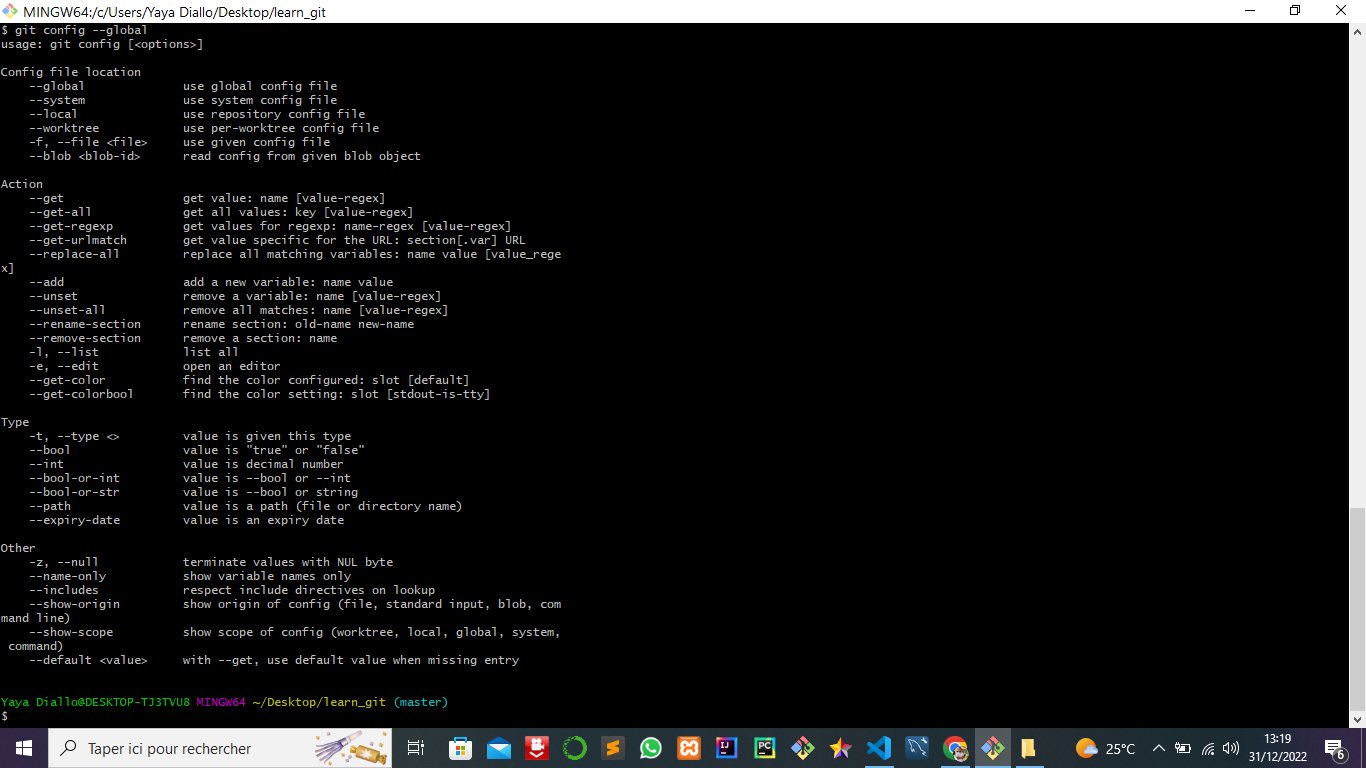 MINGW64:/c/Users/Yaya Diallo/Desktop/learn_git
$ git config --global
usage: git config [<options>]

Config file location
    --global              use global config file
    --system              use system config file
    --local               use repository config file
    --worktree            use per-worktree config file
    -f, --file <file>     use given config file
    --blob <blob-id>      read config from given blob object

Action
    --get                 get value: name [value-regex]
    --get-all             get all values: key [value-regex]
    --get-regexp          get values for regexp: name-regex [value-regex]
    --get-urlmatch        get value specific for the URL: section[.var] URL
    --replace-all         replace all matching variables: name value [value_rege
x]
    --add                 add a new variable: name value
    --unset               remove a variable: name [value-regex]
    --unset-all           remove all matches: name [value-regex]
    --rename-section      rename section: old-name new-name
    --remove-section      remove a section: name
    -l, --list            list all
    -e, --edit            open an editor
    --get-color           find the color configured: slot [default]
    --get-colorbool       find the color setting: slot [stdout-is-tty]

Type
    -t, --type <>         value is given this type
    --bool                value is "true" or "false"
    --int                 value is decimal number
    --bool-or-int         value is --bool or --int
    --bool-or-str         value is --bool or string
    --path                value is a path (file or directory name)
    --expiry-date         value is an expiry date

Other
    -z, --null            terminate values with NUL byte
    --name-only           show variable names only
    --includes            respect include directives on lookup
    --show-origin         show origin of config (file, standard input, blob, com
mand line)
    --show-scope          show scope of config (worktree, local, global, system,
 command)
    --default <value>     with --get, use default value when missing entry

Yaya Diallo@DESKTOP-TJ3TVU8 MINGW64 ~/Desktop/learn_git (master)
$
Taper ici pour rechercher
IJ
PC
25°C
13:19
31/12/2022
6